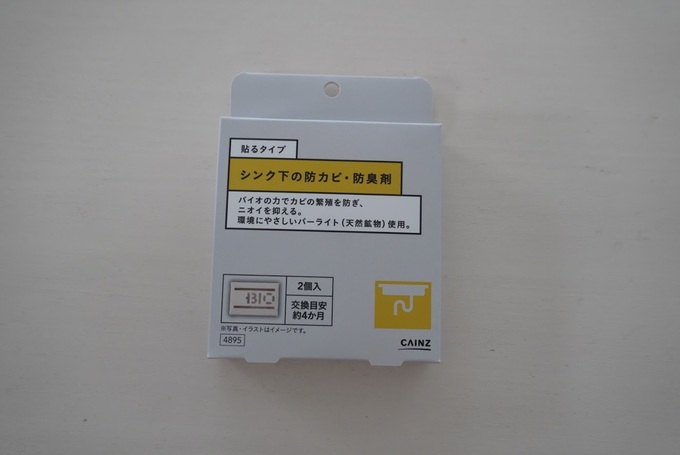 貼るタイプ
シンク下の防カビ・防臭剤
バイオの力でカビの繁殖を防ぎ、
ニオイを抑える。
環境にやさしいパーライト(天然鉱物)使用。
2個入
交換目安
約4か月
※写真・イラストはイメージです。
4895
CAINZ